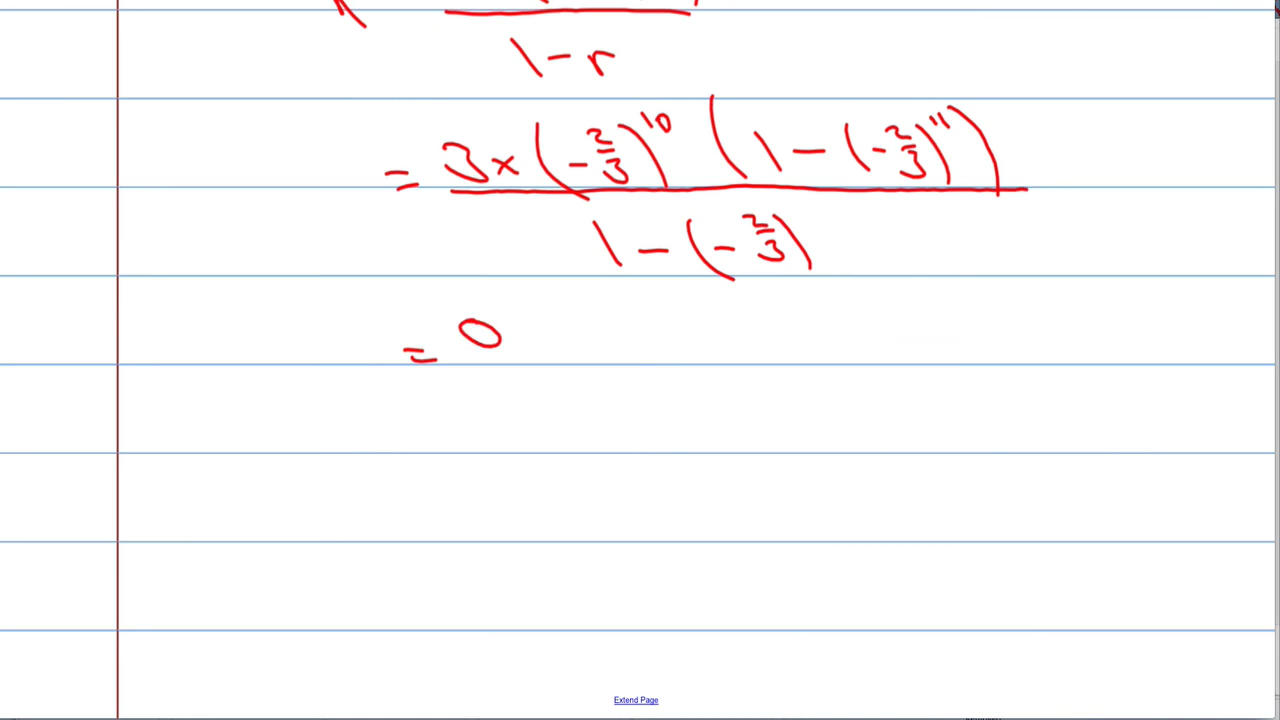 1 - r
= 3 × (-2/3)^10 (1 - (-2/3)^11)
1 - (-2/3)
= 0
Extend Page